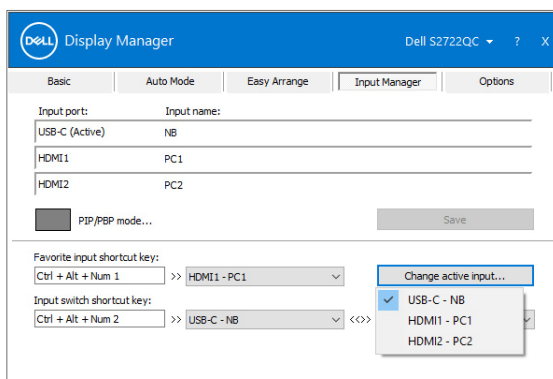 DELL Display Manager Dell S2722QC ? X
Basic Auto Mode Easy Arrange Input Manager Options
Input port: Input name:
USB-C (Active) NB
HDMI1 PC1
HDMI2 PC2
PIP/PBP mode... Save
Favorite input shortcut key:
Ctrl + Alt + Num 1 >> HDMI1 - PC1 Change active input...
USB-C - NB
Input switch shortcut key:
Ctrl + Alt + Num 2 >> USB-C - NB <<>> HDMI1 - PC1
HDMI2 - PC2